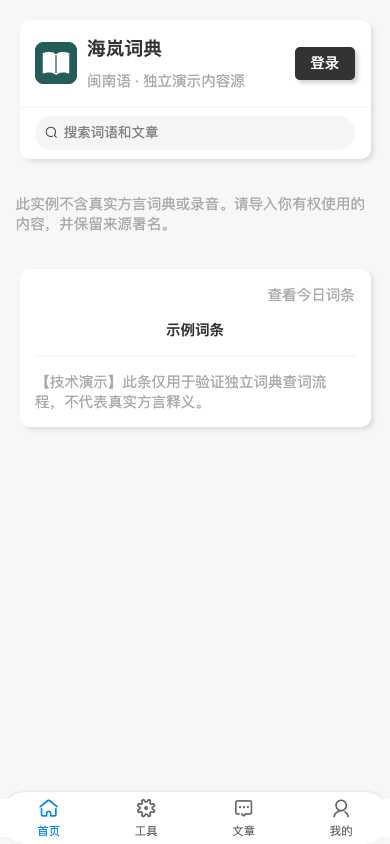 海岚词典
登录
闽南语 · 独立演示内容源
搜索词语和文章
此实例不含真实方言词典或录音。请导入你有权使用的
内容，并保留来源署名。
查看今日词条
示例词条
【技术演示】此条仅用于验证独立词典查词流
程，不代表真实方言释义。
首页
工具
文章
我的